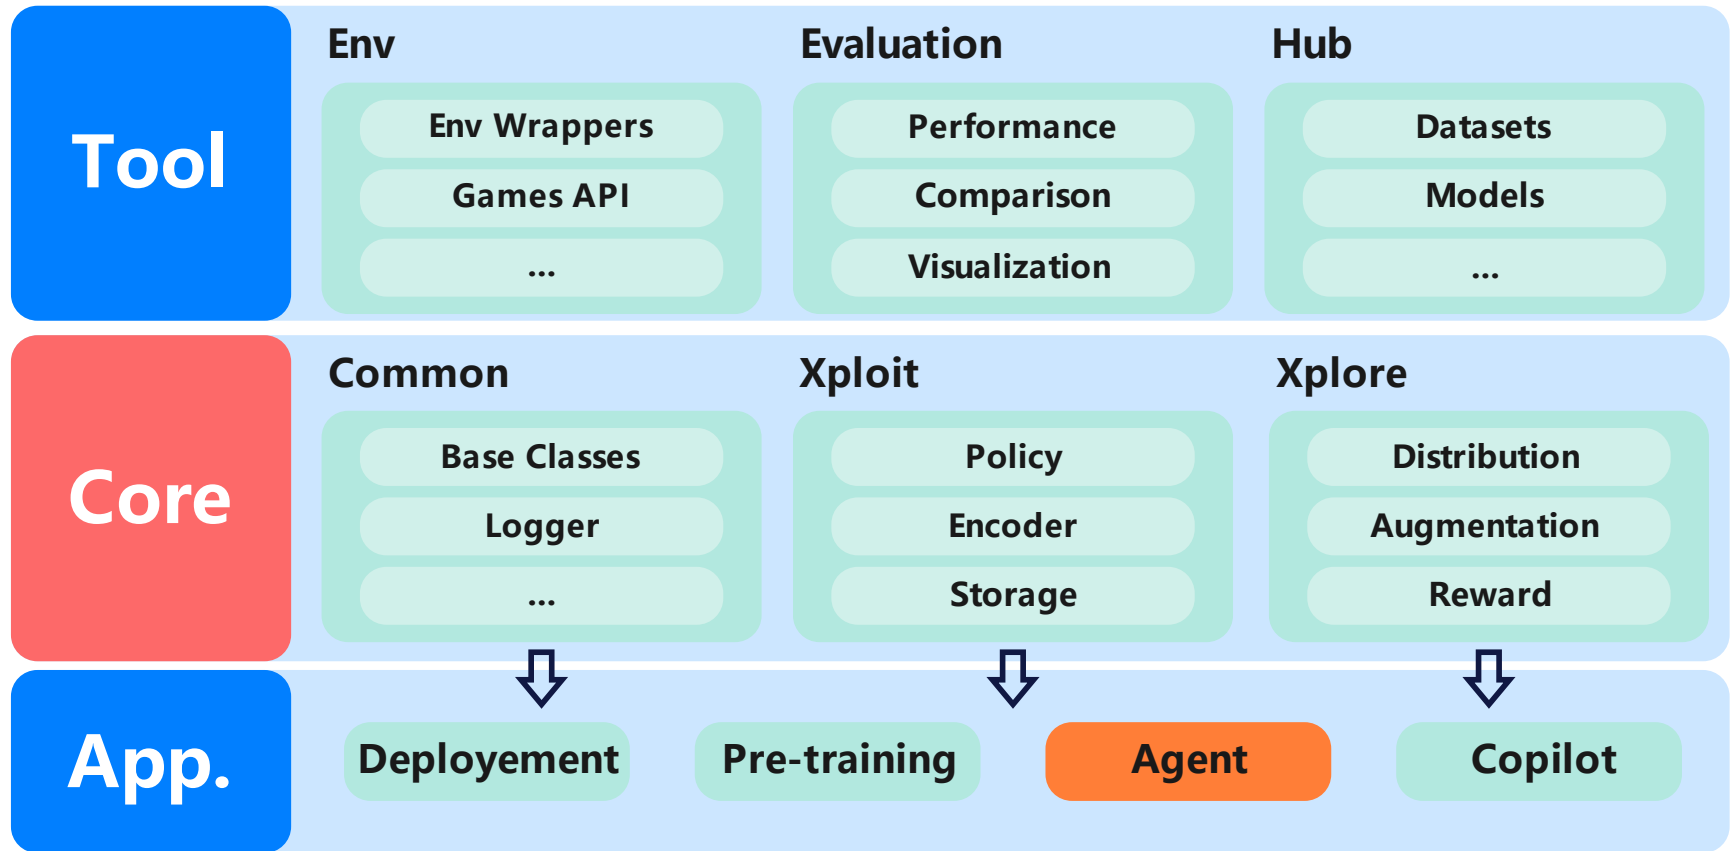 Tool
Env
Evaluation
Hub
Env Wrappers
Performance
Datasets
Games API
Comparison
Models
...
Visualization
...
Core
Common
Xploit
Xplore
Base Classes
Policy
Distribution
Logger
Encoder
Augmentation
...
Storage
Reward
App.
Deployement
Pre-training
Agent
Copilot